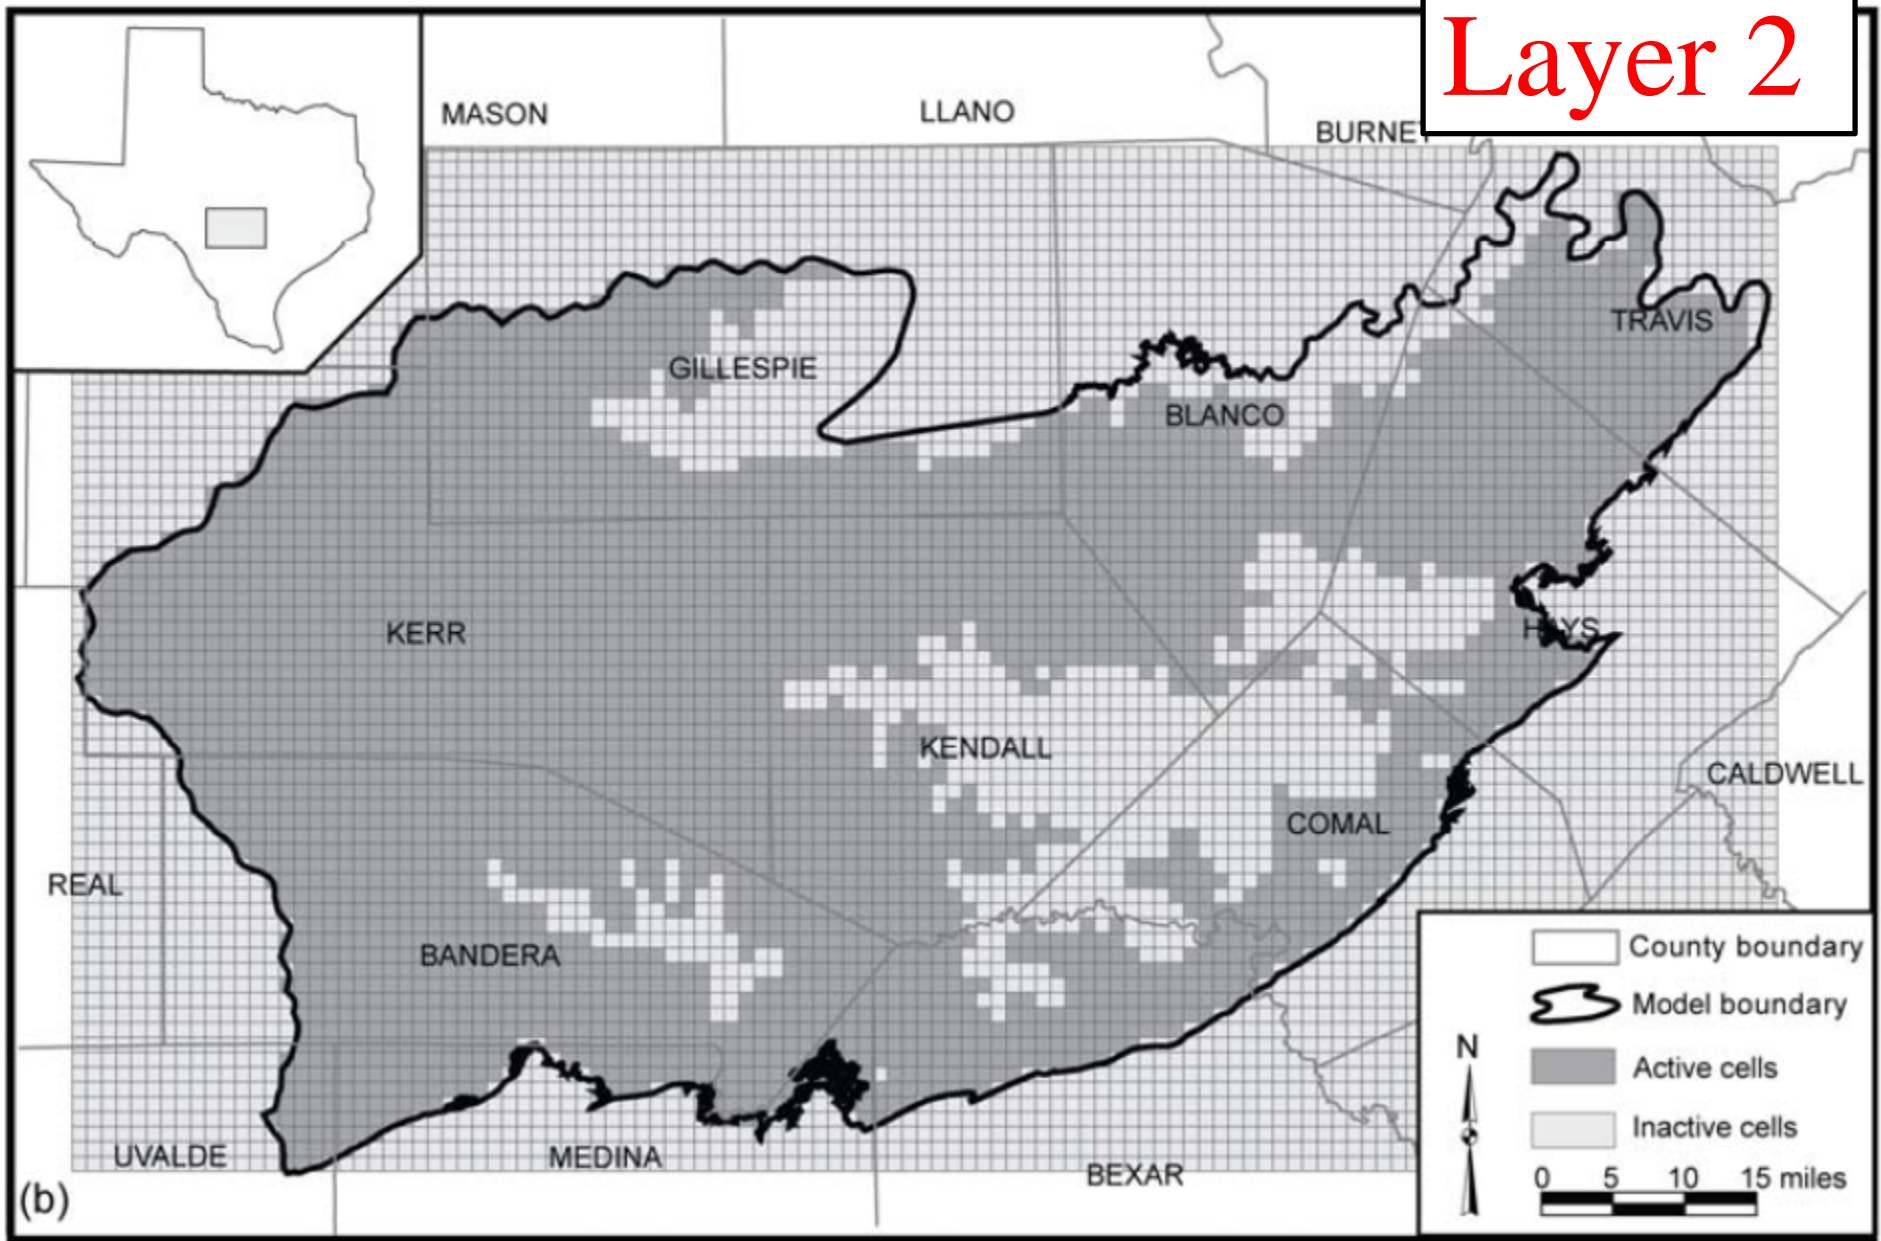 Layer 2
MASON
LLANO
BURNET
GILLESPIE
TRAVIS
BLANCO
KERR
HAYS
KENDALL
CALDWELL
COMAL
REAL
BANDERA
UVALDE
MEDINA
BEXAR
(b)
County boundary
Model boundary
Active cells
Inactive cells
N
0 5 10 15 miles